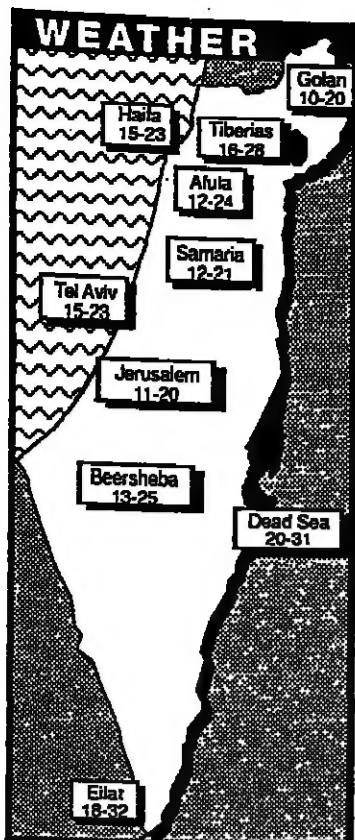 WEATHER
Golan
10-20
Haifa
15-23
Tiberias
16-28
Afula
12-24
Samaria
12-21
Tel Aviv
15-23
Jerusalem
11-20
Beersheba
13-25
Dead Sea
20-31
Eilat
18-32